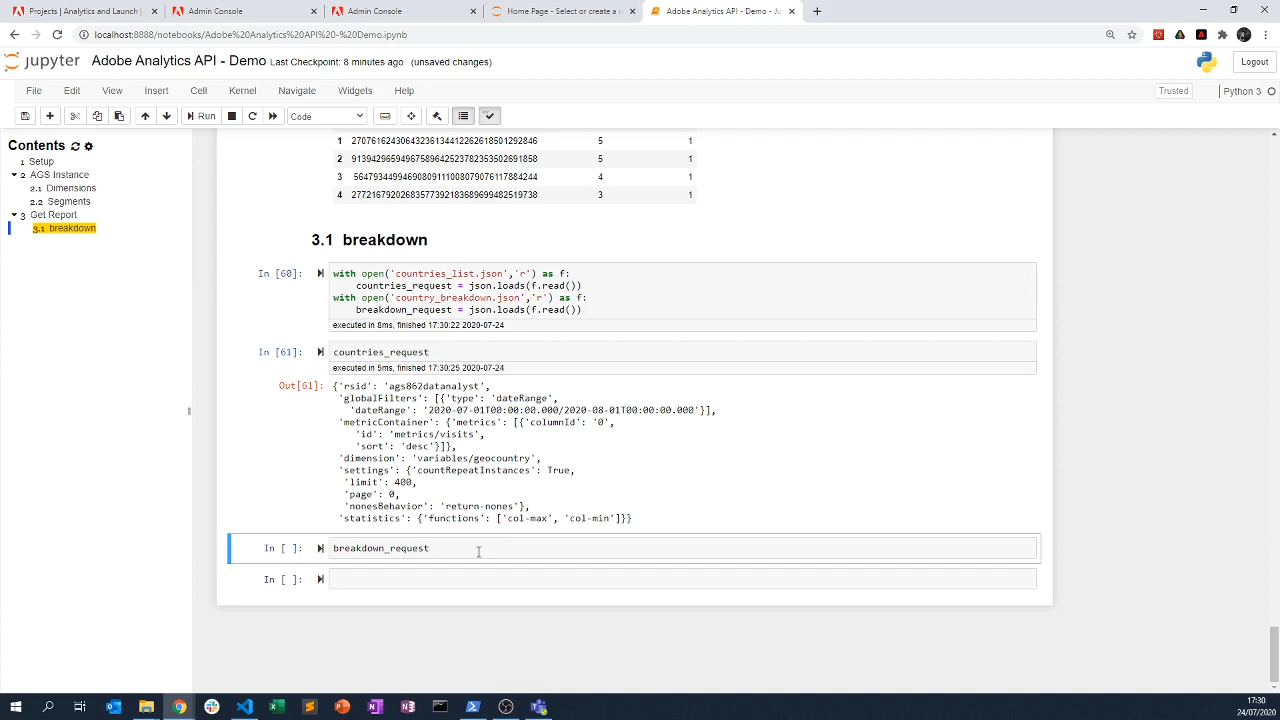 Projects | Analytics and Launch |
Admin Console
Admin Console
Home Page - Select or create a n
Adobe Analytics API - Demo - Ju
localhost:8888/notebooks/Adobe%20Analytics%20API%20-%20Demo.ipynb
jupyter Adobe Analytics API - Demo Last Checkpoint: 8 minutes ago (unsaved changes)
Logout
File Edit View Insert Cell Kernel Navigate Widgets Help
Trusted
Python 3
Run
Code
Contents
1 Setup
2 AGS Instance
2.1 Dimensions
2.2 Segments
3 Get Report
3.1 breakdown
1 27076162430643236134412262618501292846 5 1
2 91394296594967589642523782353502691858 5 1
3 5647934499469080911100807907611788​4244 4 1
4 27721679202683577392183689699482519738 3 1
3.1 breakdown
In [60]:
with open('countries_list.json','r') as f:
countries_request = json.loads(f.read())
with open('country_breakdown.json','r') as f:
breakdown_request = json.loads(f.read())
executed in 8ms, finished 17:30:22 2020-07-24
In [61]:
countries_request
executed in 5ms, finished 17:30:25 2020-07-24
Out[61]:
{'rsid': 'ags862datanalyst',
'globalFilters': [{'type': 'dateRange',
'dateRange': '2020-07-01T00:00:00.000/2020-08-01T00:00:00.000'}],
'metricContainer': {'metrics': [{'columnId': '0',
'id': 'metrics/visits',
'sort': 'desc'}]},
'dimension': 'variables/geocountry',
'settings': {'countRepeatInstances': True,
'limit': 400,
'page': 0,
'nonesBehavior': 'return-nones'},
'statistics': {'functions': ['col-max', 'col-min']}}
In [ ]:
breakdown_request
In [ ]:
17:30
24/07/2020